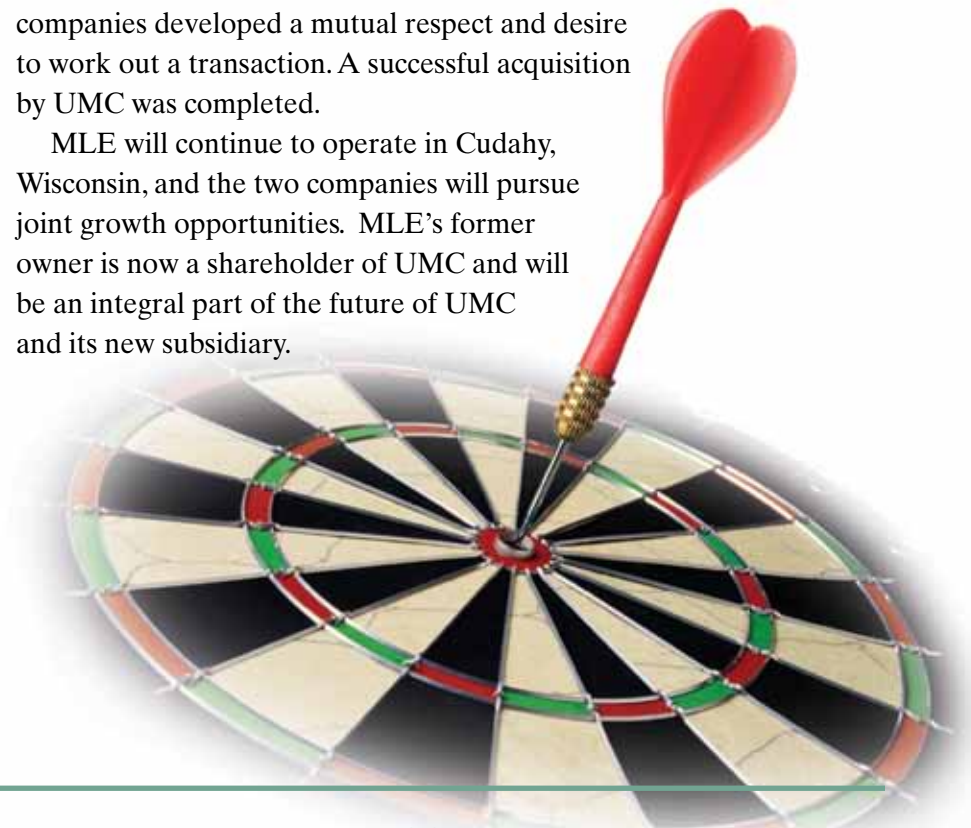 companies developed a mutual respect and desire
to work out a transaction. A successful acquisition
by UMC was completed.
MLE will continue to operate in Cudahy,
Wisconsin, and the two companies will pursue
joint growth opportunities. MLE’s former
owner is now a shareholder of UMC and will
be an integral part of the future of UMC
and its new subsidiary.